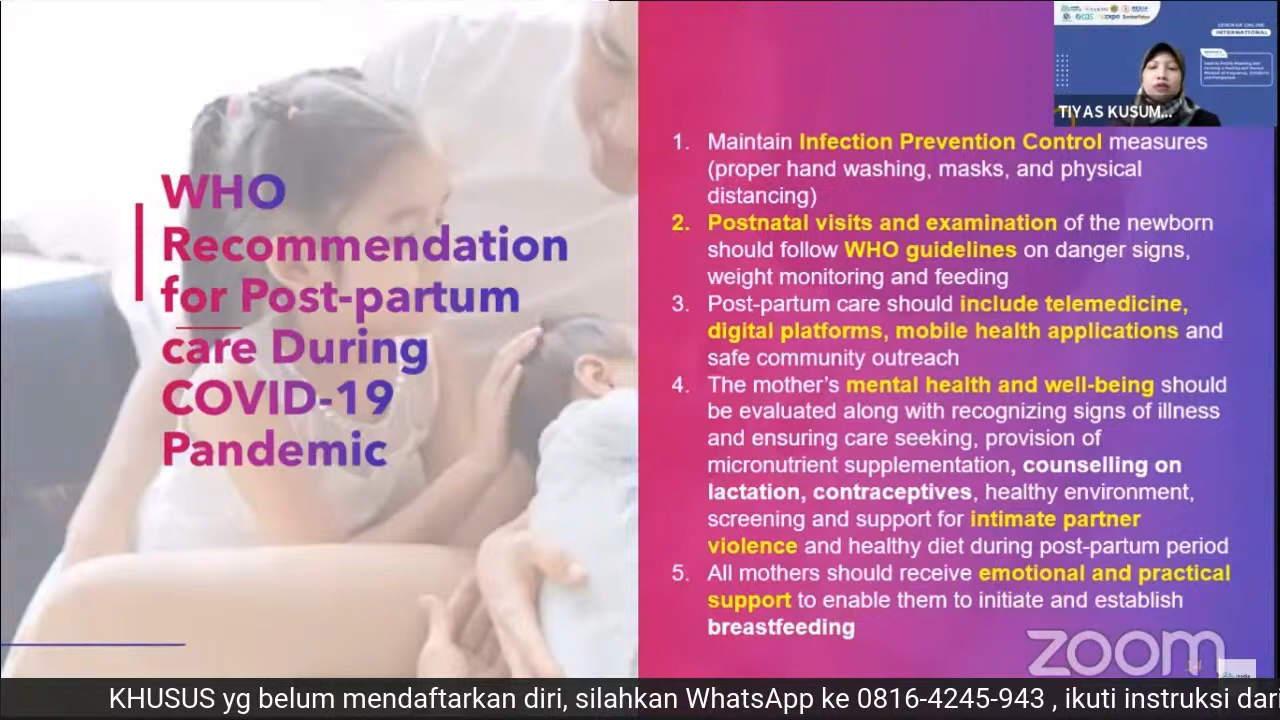 WHO
Recommendation
for Post-partum
care During
COVID-19
Pandemic
SEMINAR ONLINE
INTERNATIONAL
TIYAS KUSUM...
1. Maintain Infection Prevention Control measures
(proper hand washing, masks, and physical
distancing)
2. Postnatal visits and examination of the newborn
should follow WHO guidelines on danger signs,
weight monitoring and feeding
3. Post-partum care should include telemedicine,
digital platforms, mobile health applications and
safe community outreach
4. The mother’s mental health and well-being should
be evaluated along with recognizing signs of illness
and ensuring care seeking, provision of
micronutrient supplementation, counselling on
lactation, contraceptives, healthy environment,
screening and support for intimate partner
violence and healthy diet during post-partum period
5. All mothers should receive emotional and practical
support to enable them to initiate and establish
breastfeeding
zoom
KHUSUS yg belum mendaftarkan diri, silahkan WhatsApp ke 0816-4245-943 , ikuti instruksi dari